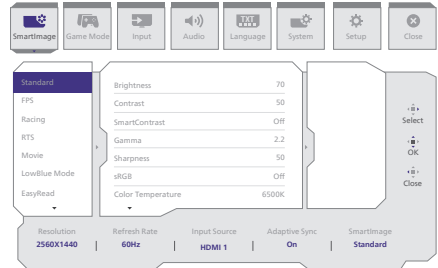 SmartImage Game Mode Input Audio TXT Language System Setup Close
Standard
FPS
Racing
RTS
Movie
LowBlue Mode
EasyRead
Brightness 70
Contrast 50
SmartContrast Off
Gamma 2.2
Sharpness 50
sRGB Off
Color Temperature 6500K
Select
OK
Close
Resolution Refresh Rate Input Source Adaptive Sync SmartImage
2560X1440 | 60Hz | HDMI 1 | On | Standard